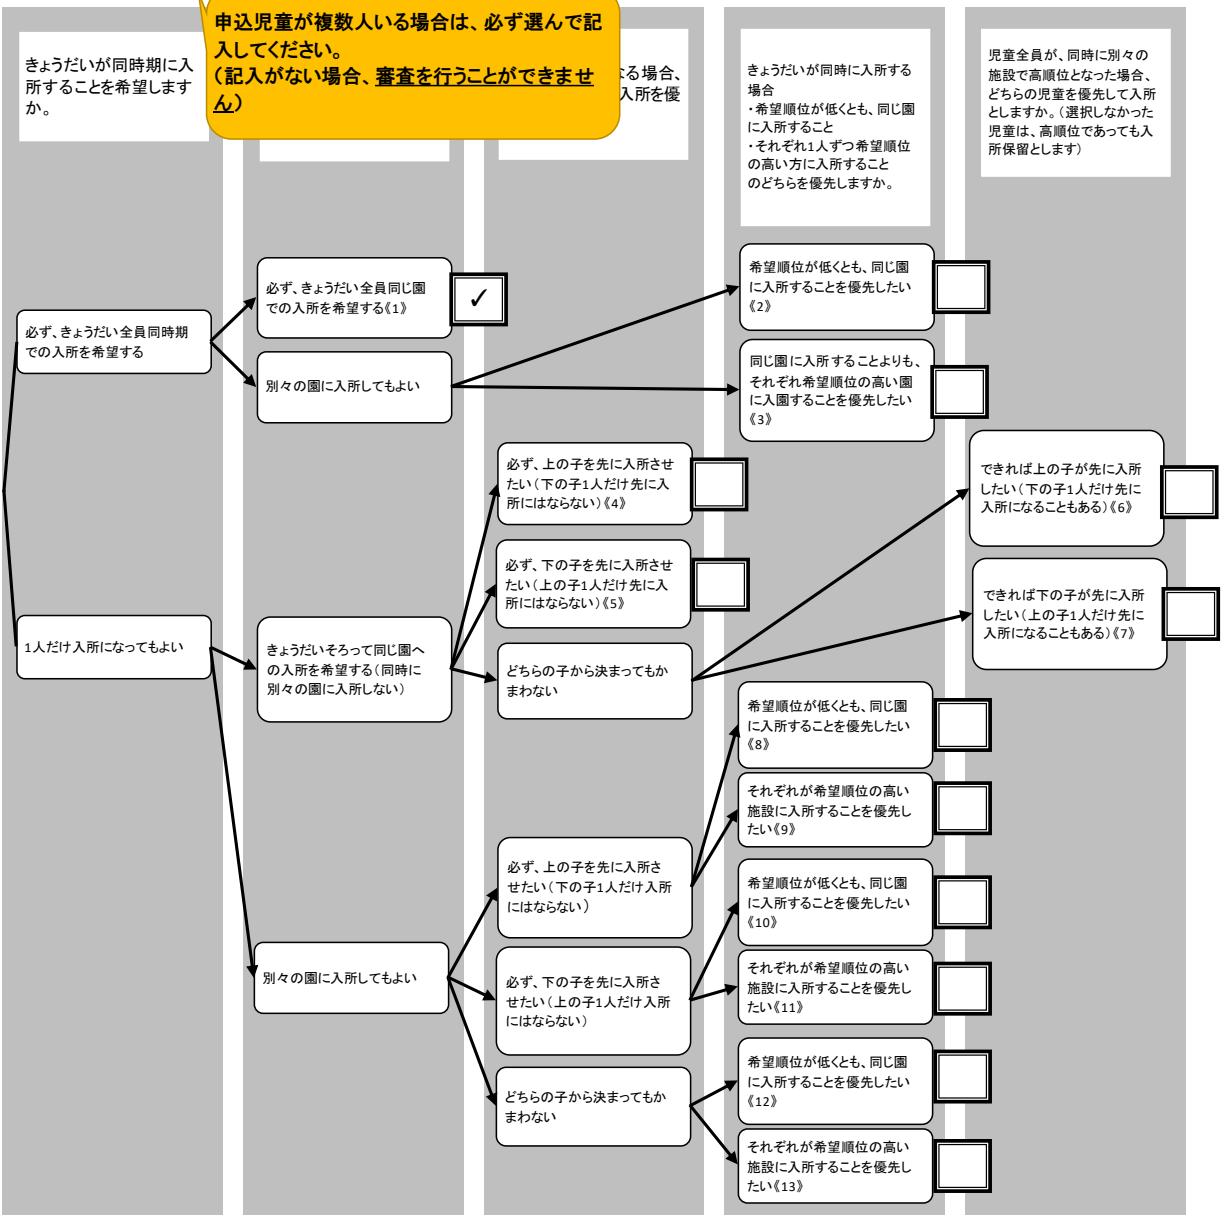 申込児童が複数人いる場合は、必ず選んで記
入してください。
(記入がない場合、審査を行うことができませ
ん)
きょうだいが同時期に入
所することを希望します
か。
なる場合、
入所を優
きょうだいが同時に入所する
場合
・希望順位が低くとも、同じ園
に入所すること
・それぞれ1人ずつ希望順位
の高い方に入所すること
のどちらを優先しますか。
児童全員が、同時に別々の
施設で高順位となった場合、
どちらの児童を優先して入所
としますか。(選択しなかった
児童は、高順位であっても入
所保留とします)
必ず、きょうだい全員同時期
での入所を希望する
必ず、きょうだい全員同じ園
での入所を希望する《1》
✓
別々の園に入所してもよい
希望順位が低くとも、同じ園
に入所することを優先したい
《2》
同じ園に入所することよりも、
それぞれ希望順位の高い園
に入園することを優先したい
《3》
1人だけ入所になってもよい
きょうだいそろって同じ園へ
の入所を希望する(同時に
別々の園に入所しない)
必ず、上の子を先に入所させ
たい(下の子1人だけ先に入
所にはならない)《4》
必ず、下の子を先に入所させ
たい(上の子1人だけ先に入
所にはならない)《5》
どちらの子から決まってもか
まわない
できれば上の子が先に入所
したい(下の子1人だけ先に
入所になることもある)《6》
できれば下の子が先に入所
したい(上の子1人だけ先に
入所になることもある)《7》
別々の園に入所してもよい
必ず、上の子を先に入所さ
せたい(下の子1人だけ入所
にはならない)
希望順位が低くとも、同じ園
に入所することを優先したい
《8》
それぞれが希望順位の高い
施設に入所することを優先し
たい《9》
必ず、下の子を先に入所さ
せたい(上の子1人だけ入所
にはならない)
希望順位が低くとも、同じ園
に入所することを優先したい
《10》
それぞれが希望順位の高い
施設に入所することを優先し
たい《11》
どちらの子から決まってもか
まわない
希望順位が低くとも、同じ園
に入所することを優先したい
《12》
それぞれが希望順位の高い
施設に入所することを優先し
たい《13》